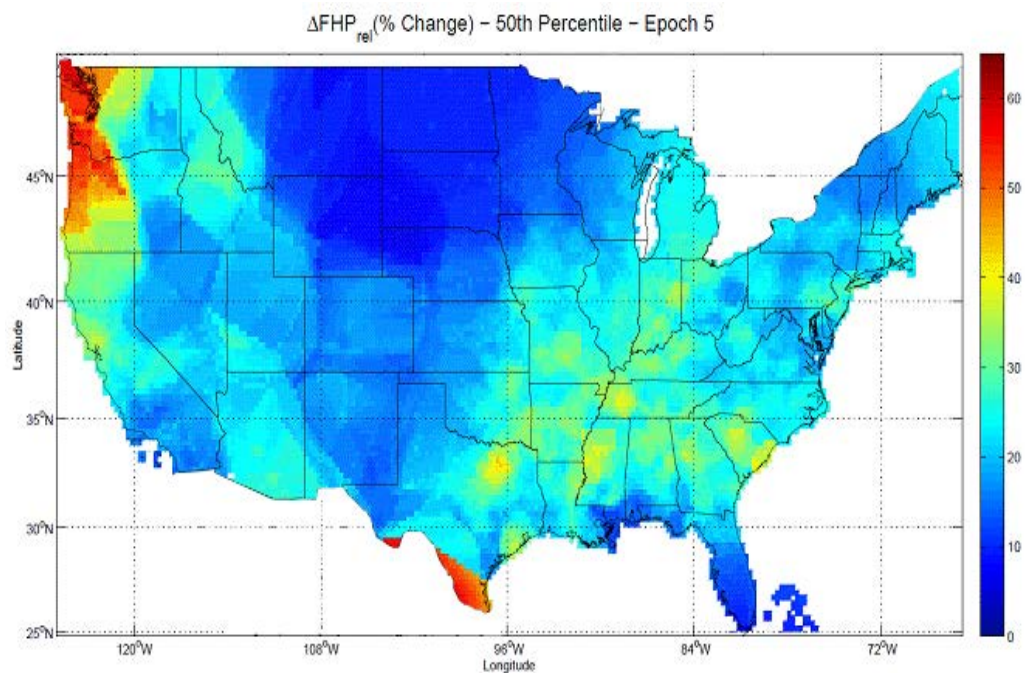 ΔFHP_rel(% Change) − 50th Percentile − Epoch 5
60
50
40
30
20
10
0
45°N
40°N
35°N
30°N
25°N
Latitude
120°W 108°W 96°W 84°W 72°W
Longitude